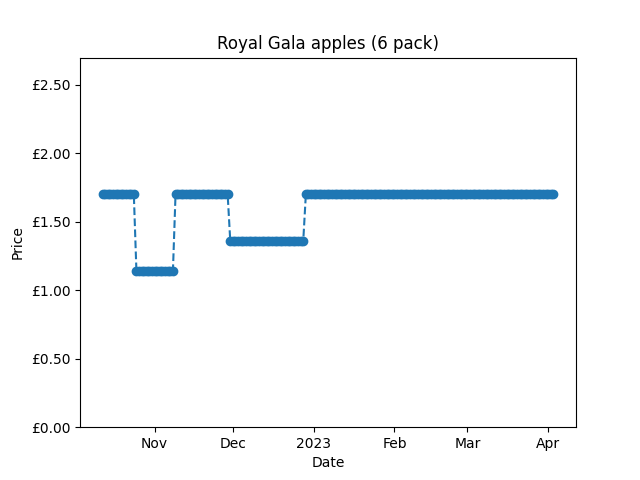 Royal Gala apples (6 pack)
£2.50
£2.00
£1.50
£1.00
£0.50
£0.00
Price
Nov Dec 2023 Feb Mar Apr
Date